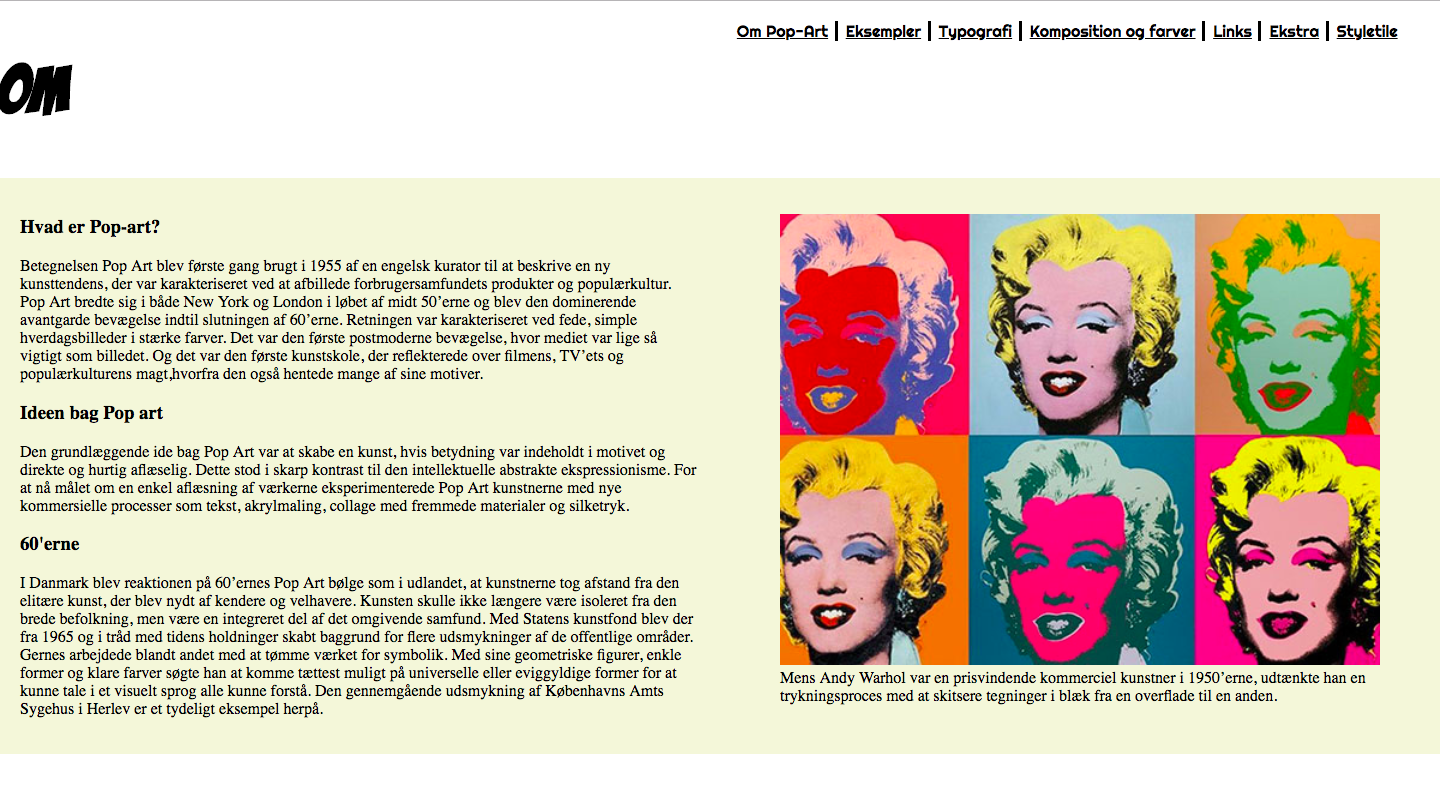 Om Pop-Art | Eksempler | Typografi | Komposition og farver | Links | Ekstra | Styletile
OM
Hvad er Pop-art?
Betegnelsen Pop Art blev første gang brugt i 1955 af en engelsk kurator til at beskrive en ny
kunsttendens, der var karakteriseret ved at afbillede forbrugersamfundets produkter og populærkultur.
Pop Art bredte sig i både New York og London i løbet af midt 50’erne og blev den dominerende
avantgarde bevægelse indtil slutningen af 60’erne. Retningen var karakteriseret ved fede, simple
hverdagsbilleder i stærke farver. Det var den første postmoderne bevægelse, hvor mediet var lige så
vigtigt som billedet. Og det var den første kunstskole, der reflekterede over filmens, TV’ets og
populærkulturens magt,hvorfra den også hentede mange af sine motiver.
Ideen bag Pop art
Den grundlæggende ide bag Pop Art var at skabe en kunst, hvis betydning var indeholdt i motivet og
direkte og hurtig aflæselig. Dette stod i skarp kontrast til den intellektuelle abstrakte ekspressionisme. For
at nå målet om en enkel aflæsning af værkerne eksperimenterede Pop Art kunstnerne med nye
kommersielle processer som tekst, akrylmaling, collage med fremmede materialer og silketryk.
60'erne
I Danmark blev reaktionen på 60’ernes Pop Art bølge som i udlandet, at kunstnerne tog afstand fra den
elitære kunst, der blev nydt af kendere og velhavere. Kunsten skulle ikke længere være isoleret fra den
brede befolkning, men være en integreret del af det omgivende samfund. Med Statens kunstfond blev der
fra 1965 og i tråd med tidens holdninger skabt baggrund for flere udsmykninger af de offentlige områder.
Gernes arbejdede blandt andet med at tømme værket for symbolik. Med sine geometriske figurer, enkle
former og klare farver søgte han at komme tættest muligt på universelle eller eviggyldige former for at
kunne tale i et visuelt sprog alle kunne forstå. Den gennemgående udsmykning af Københavns Amts
Sygehus i Herlev er et tydeligt eksempel herpå.
Mens Andy Warhol var en prisvindende kommerciel kunstner i 1950’erne, udtænkte han en
trykningsproces med at skitsere tegninger i blæk fra en overflade til en anden.